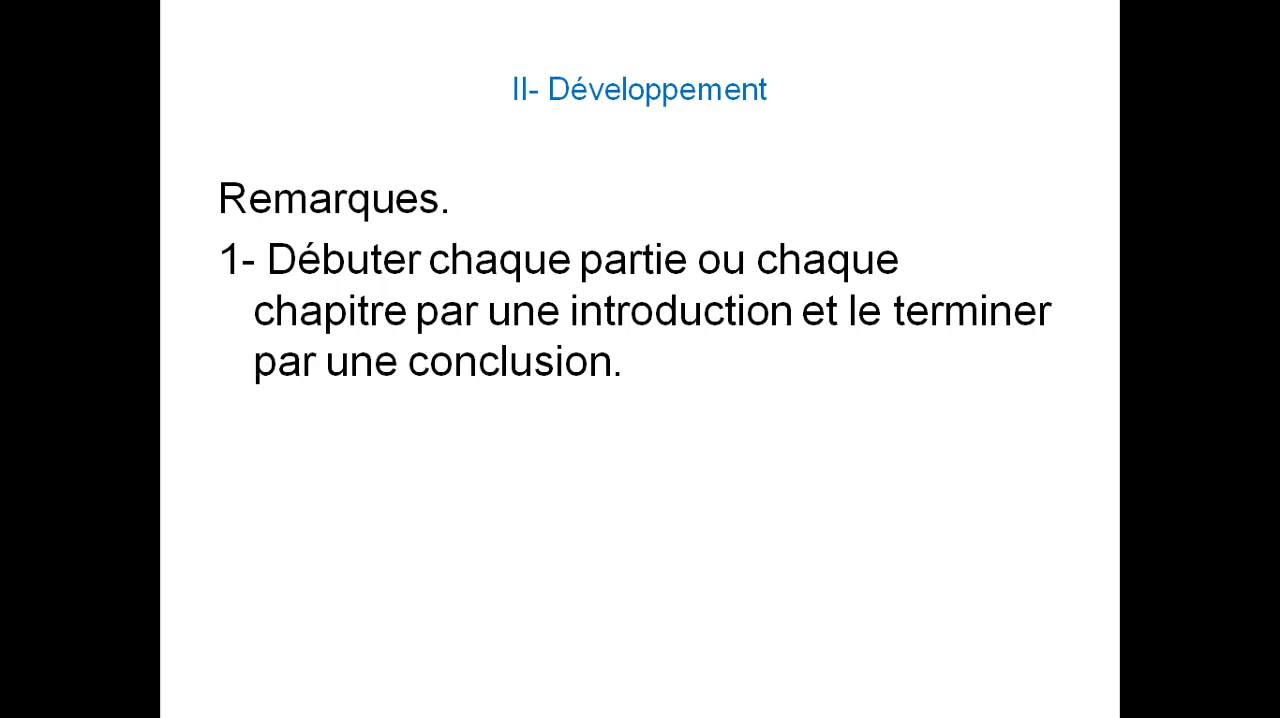 II- Développement
Remarques.
1- Débuter chaque partie ou chaque
chapitre par une introduction et le terminer
par une conclusion.